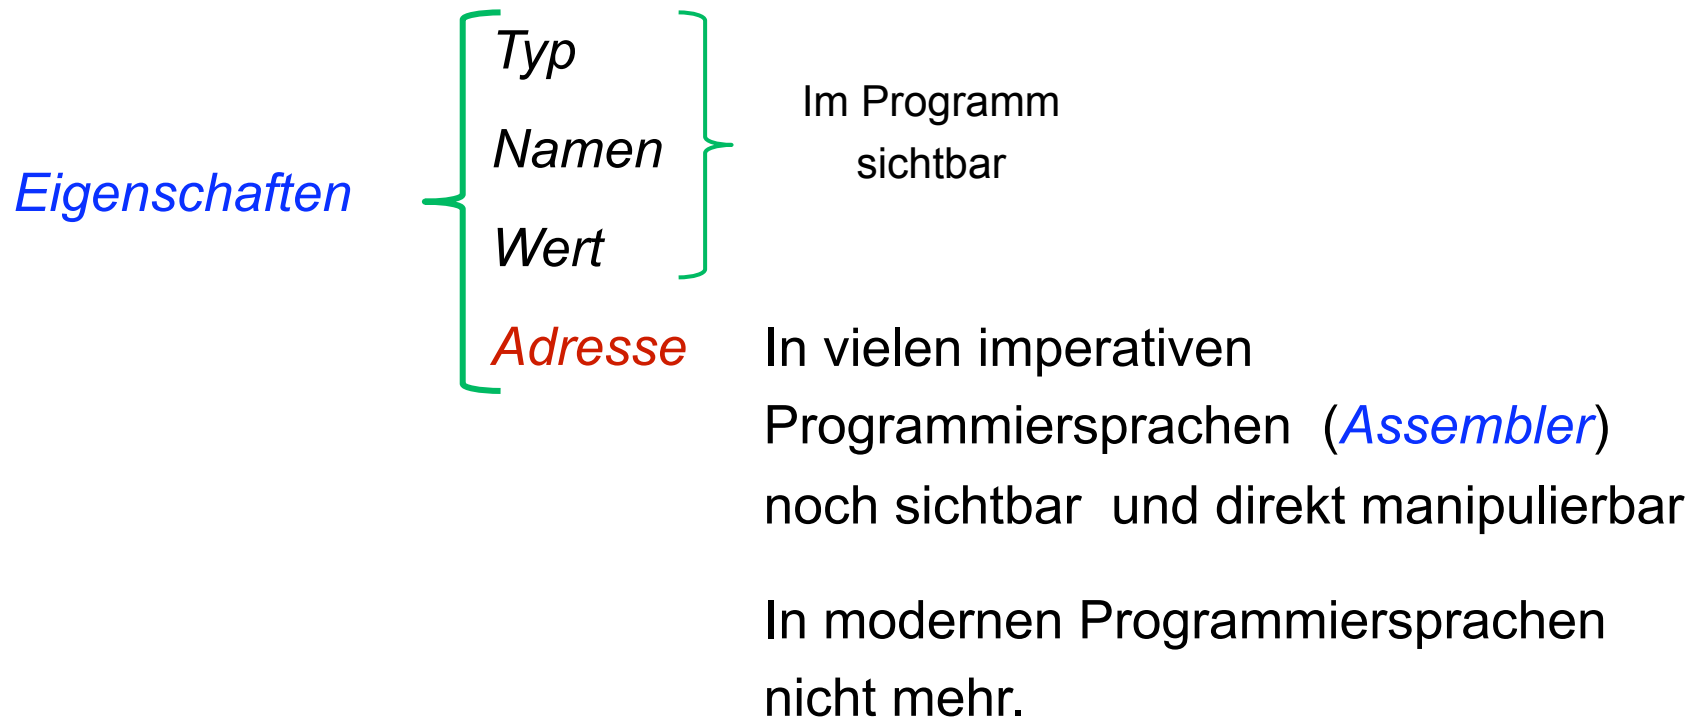 Eigenschaften
Typ
Namen
Wert
Im Programm
sichtbar
Adresse
In vielen imperativen
Programmiersprachen (Assembler)
noch sichtbar und direkt manipulierbar
In modernen Programmiersprachen
nicht mehr.